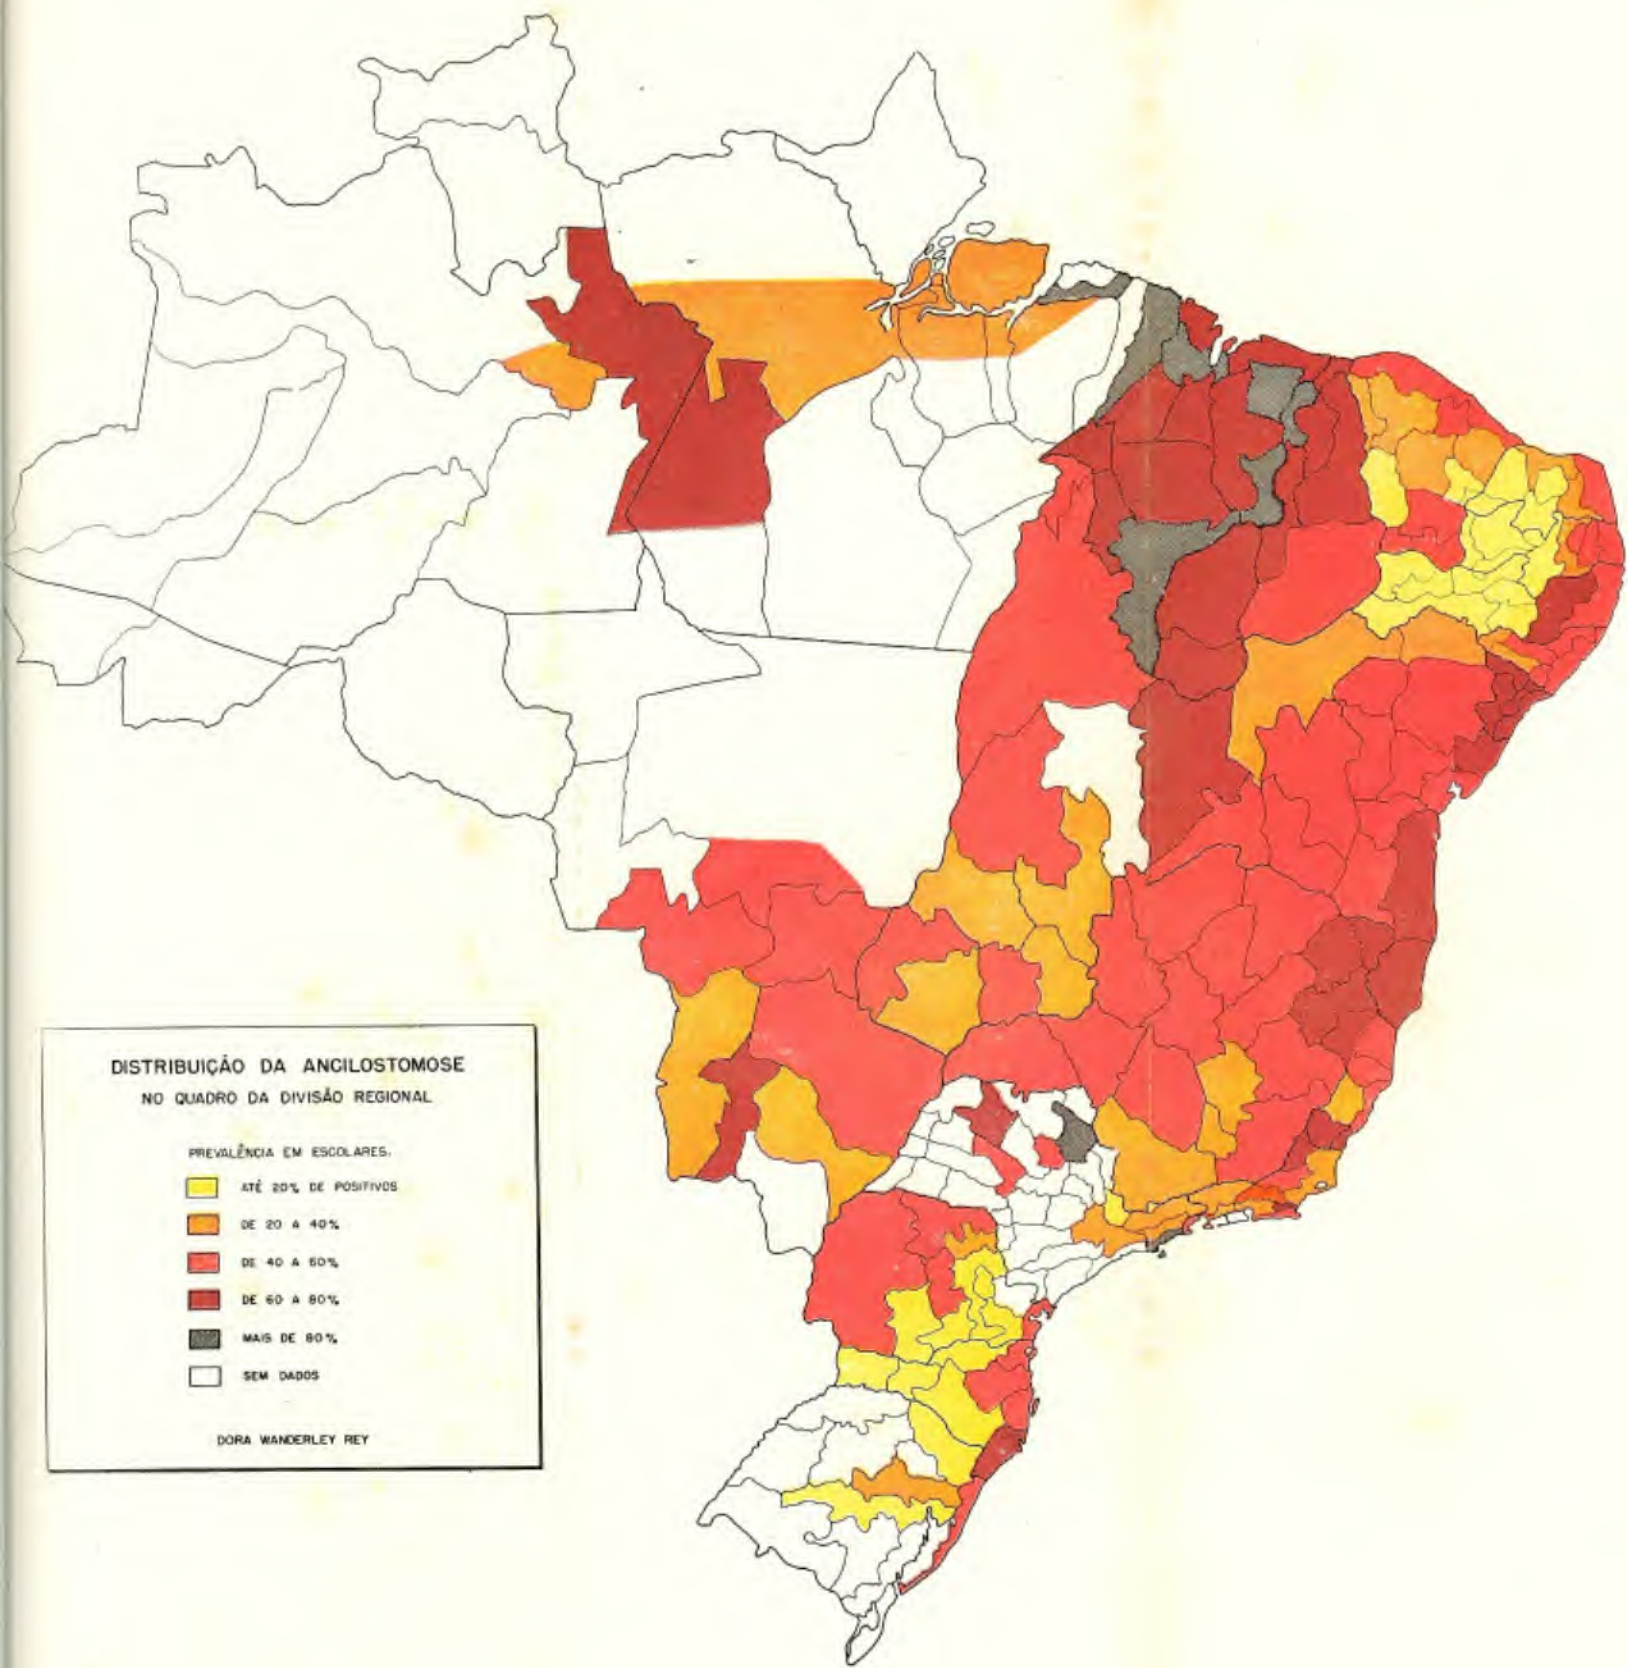 DISTRIBUIÇÃO DA ANCILOSTOMOSE
NO QUADRO DA DIVISÃO REGIONAL
PREVALÊNCIA EM ESCOLARES.
ATÉ 20% DE POSITIVOS
DE 20 A 40%
DE 40 A 60%
DE 60 A 80%
MAIS DE 80%
SEM DADOS
DORA WANDERLEY REY